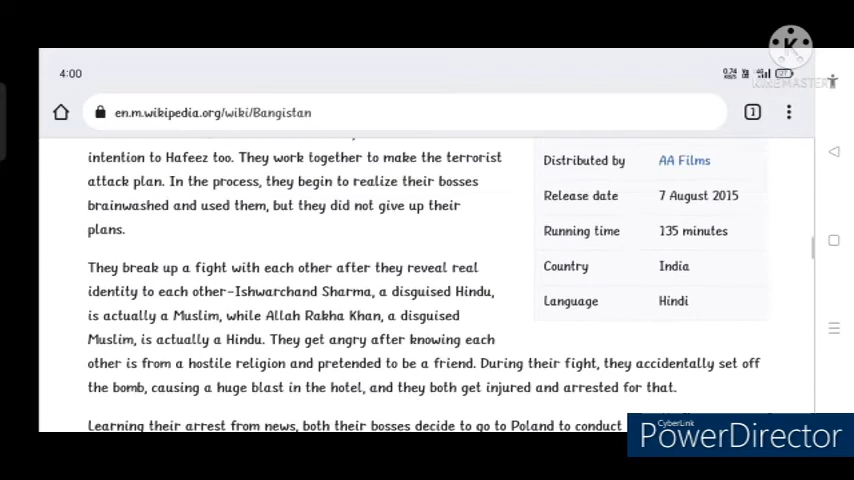 4:00
0.74
KB/S
27
KINEMASTER
en.m.wikipedia.org/wiki/Bangistan
1
intention to Hafeez too. They work together to make the terrorist
attack plan. In the process, they begin to realize their bosses
brainwashed and used them, but they did not give up their
plans.
Distributed by AA Films
Release date 7 August 2015
Running time 135 minutes
Country India
Language Hindi
They break up a fight with each other after they reveal real
identity to each other-Ishwarchand Sharma, a disguised Hindu,
is actually a Muslim, while Allah Rakha Khan, a disguised
Muslim, is actually a Hindu. They get angry after knowing each
other is from a hostile religion and pretended to be a friend. During their fight, they accidentally set off
the bomb, causing a huge blast in the hotel, and they both get injured and arrested for that.
Learning their arrest from news, both their bosses decide to go to Poland to conduct
CyberLink
PowerDirector